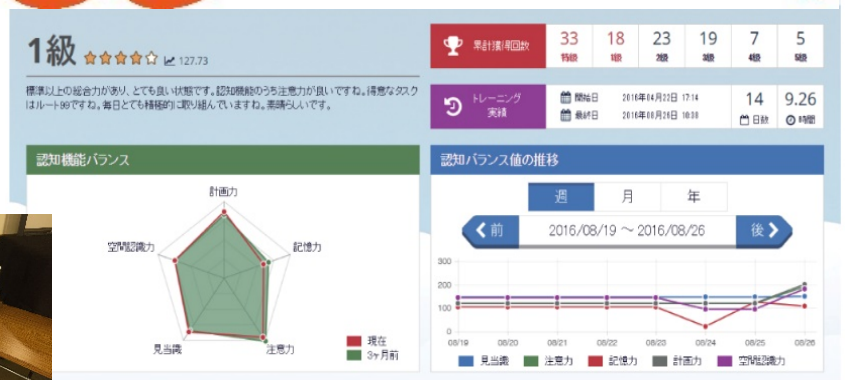 1級 127.73
標準以上の総合力があり、とても良い状態です。認知機能のうち注意力が良いですね。得意なタスク
はルート99ですね。毎日とても積極的に取り組んでいますね。素晴らしいです。
累計獲得回数
33 18 23 19 7 5
特級 1級 2級 3級 4級 5級
トレーニング
実績
開始日 2016年04月22日 17:14
最終日 2016年08月26日
14 9.26
日数 時間
認知機能バランス
計画力
空間認識力
記憶力
見当識
注意力
現在
3ヶ月前
認知バランス値の推移
週 月 年
前 2016/08/19 ～ 2016/08/26 後
300
200
100
0
08/19 08/20 08/21 08/22 08/23 08/24 08/25 08/26
見当識 注意力 記憶力 計画力 空間認識力